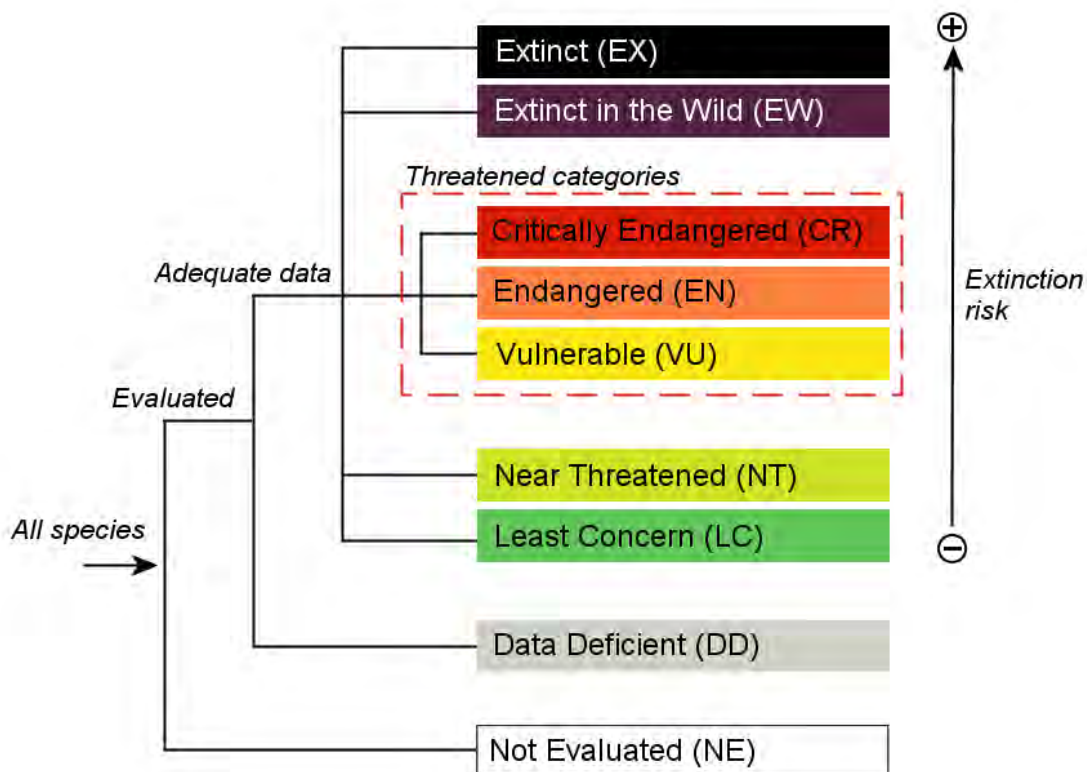 Extinct (EX)
Extinct in the Wild (EW)
Threatened categories
Critically Endangered (CR)
Adequate data
Endangered (EN)
Extinction
risk
Vulnerable (VU)
Evaluated
Near Threatened (NT)
All species
Least Concern (LC)
Data Deficient (DD)
Not Evaluated (NE)